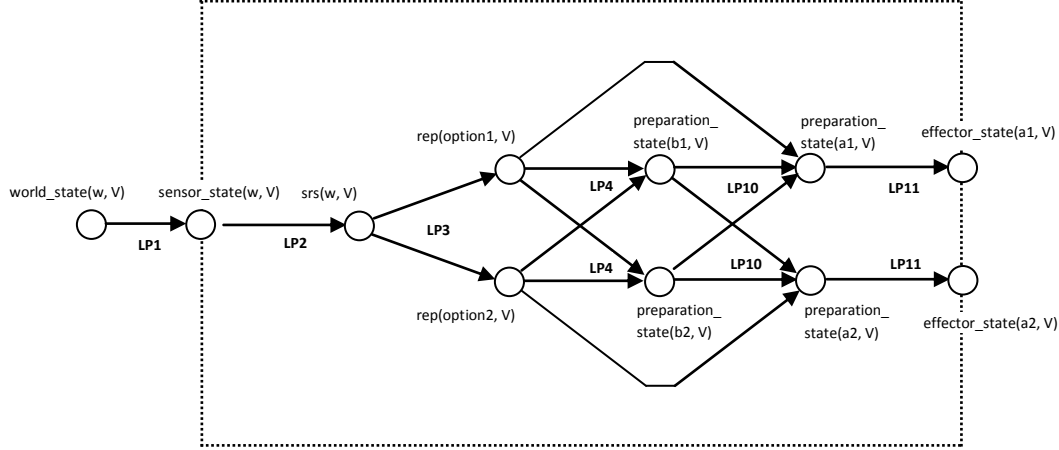 world_state(w, V)
LP1
sensor_state(w, V)
LP2
srs(w, V)
LP3
rep(option1, V)
rep(option2, V)
preparation_
state(b1, V)
LP4
LP4
preparation_
state(b2, V)
LP10
LP10
preparation_
state(a1, V)
preparation_
state(a2, V)
LP11
LP11
effector_state(a1, V)
effector_state(a2, V)